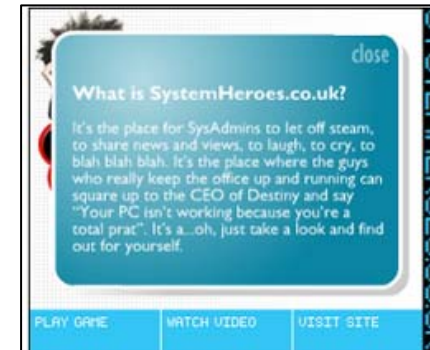 close
What is SystemHeroes.co.uk?
It's the place for SysAdmins to let off steam,
to share news and views, to laugh, to cry, to
blah blah blah. It's the place where the guys
who really keep the office up and running can
square up to the CEO of Destiny and say
"Your PC isn't working because you're a
total prat". It's a...oh, just take a look and find
out for yourself.
PLAY GAME
WATCH VIDEO
VISIT SITE